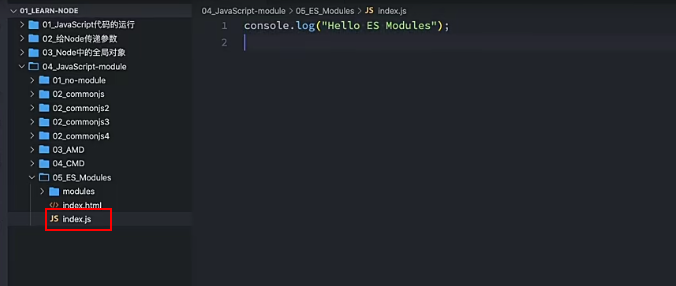 01_LEARN-NODE
01_JavaScript代码的运行
02_给Node传递参数
03_Node中的全局对象
04_JavaScript-module
01_no-module
02_commonjs
02_commonjs2
02_commonjs3
02_commonjs4
03_AMD
04_CMD
05_ES_Modules
modules
<> index.html
JS index.js
04_JavaScript-module > 05_ES_Modules > JS index.js
1 console.log("Hello ES Modules");
2